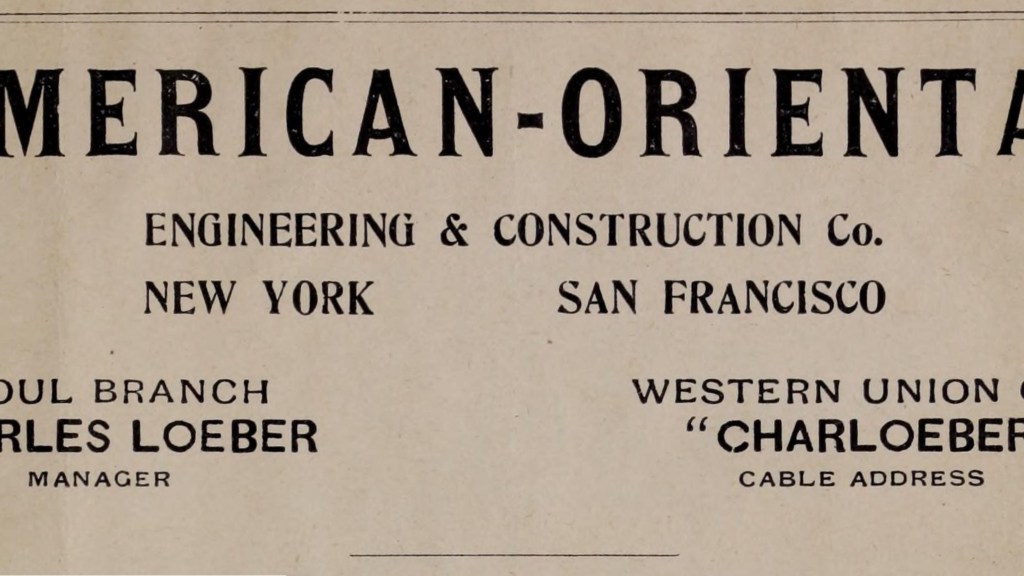 MERICAN-ORIENTA
ENGINEERING & CONSTRUCTION Co.
NEW YORK SAN FRANCISCO
OUL BRANCH WESTERN UNION
RLES LOEBER "CHARLOEBER
MANAGER CABLE ADDRESS